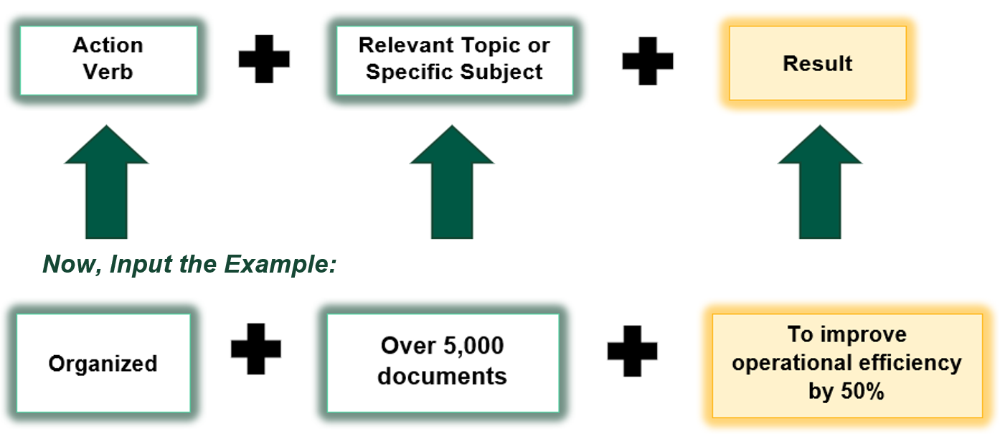 Action
Verb
Relevant Topic or
Specific Subject
Result
Now, Input the Example:
Organized
Over 5,000
documents
To improve
operational efficiency
by 50%